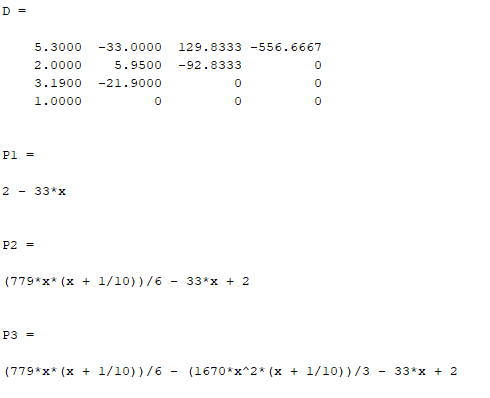 D =
5.3000 -33.0000 129.8333 -556.6667
2.0000 5.9500 -92.8333 0
3.1900 -21.9000 0 0
1.0000 0 0 0
P1 =
2 - 33*x
P2 =
(779*x*(x + 1/10))/6 - 33*x + 2
P3 =
(779*x*(x + 1/10))/6 - (1670*x^2*(x + 1/10))/3 - 33*x + 2